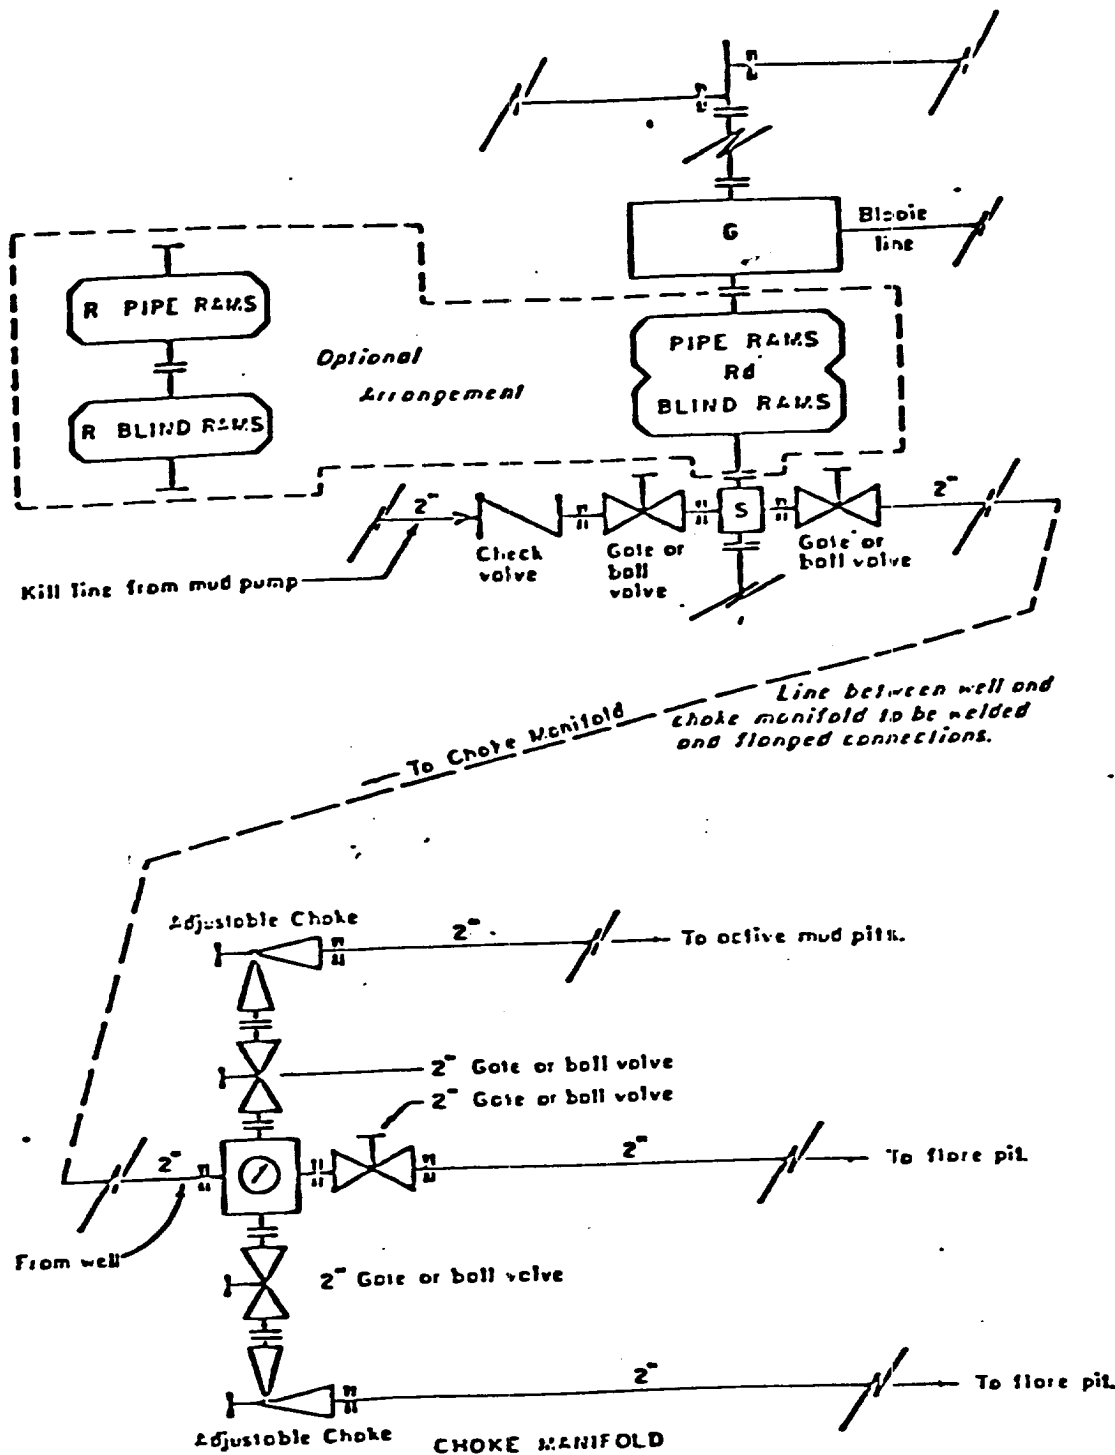 G
Blooie
line
R PIPE RAMS
R BLIND RAMS
Optional
Arrangement
PIPE RAMS
Rd
BLIND RAMS
2"
Check
valve
Gate or
ball
valve
S
Gate or
ball valve
2"
Kill line from mud pump
Line between well and
choke manifold to be welded
and flanged connections.
To Choke Manifold
Adjustable Choke
2"
To active mud pits.
2" Gate or ball valve
2" Gate or ball valve
2"
2"
To flare pit.
From well
2" Gate or ball valve
2"
To flare pit.
Adjustable Choke
CHOKE MANIFOLD